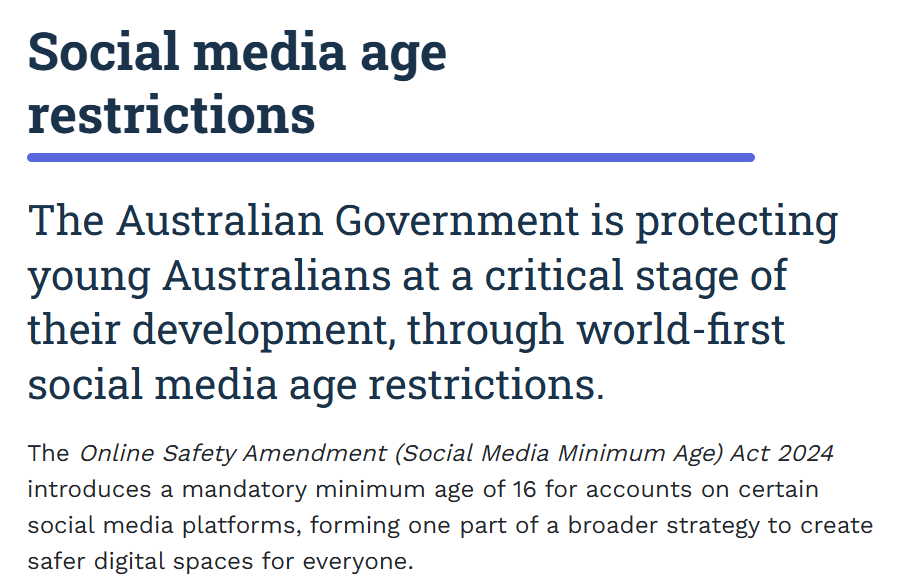 Social media age
restrictions
The Australian Government is protecting
young Australians at a critical stage of
their development, through world-first
social media age restrictions.
The Online Safety Amendment (Social Media Minimum Age) Act 2024
introduces a mandatory minimum age of 16 for accounts on certain
social media platforms, forming one part of a broader strategy to create
safer digital spaces for everyone.